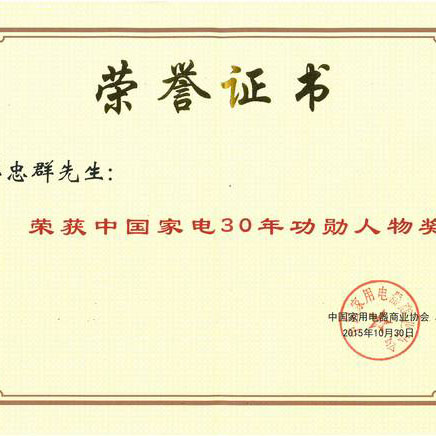 荣誉证书
忠群先生：
荣获中国家电30年功勋人物奖
中国家用电器商业协会
2015年10月30日